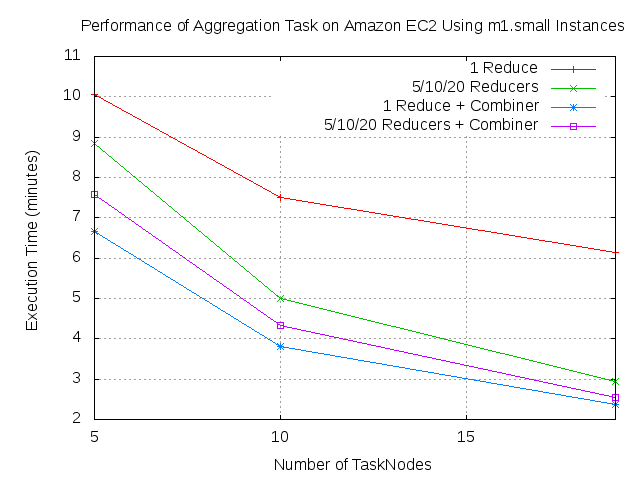 Performance of Aggregation Task on Amazon EC2 Using m1.small Instances
11
10
9
8
7
6
5
4
3
2
5
10
15
1 Reduce
5/10/20 Reducers
1 Reduce + Combiner
5/10/20 Reducers + Combiner
Execution Time (minutes)
Number of TaskNodes